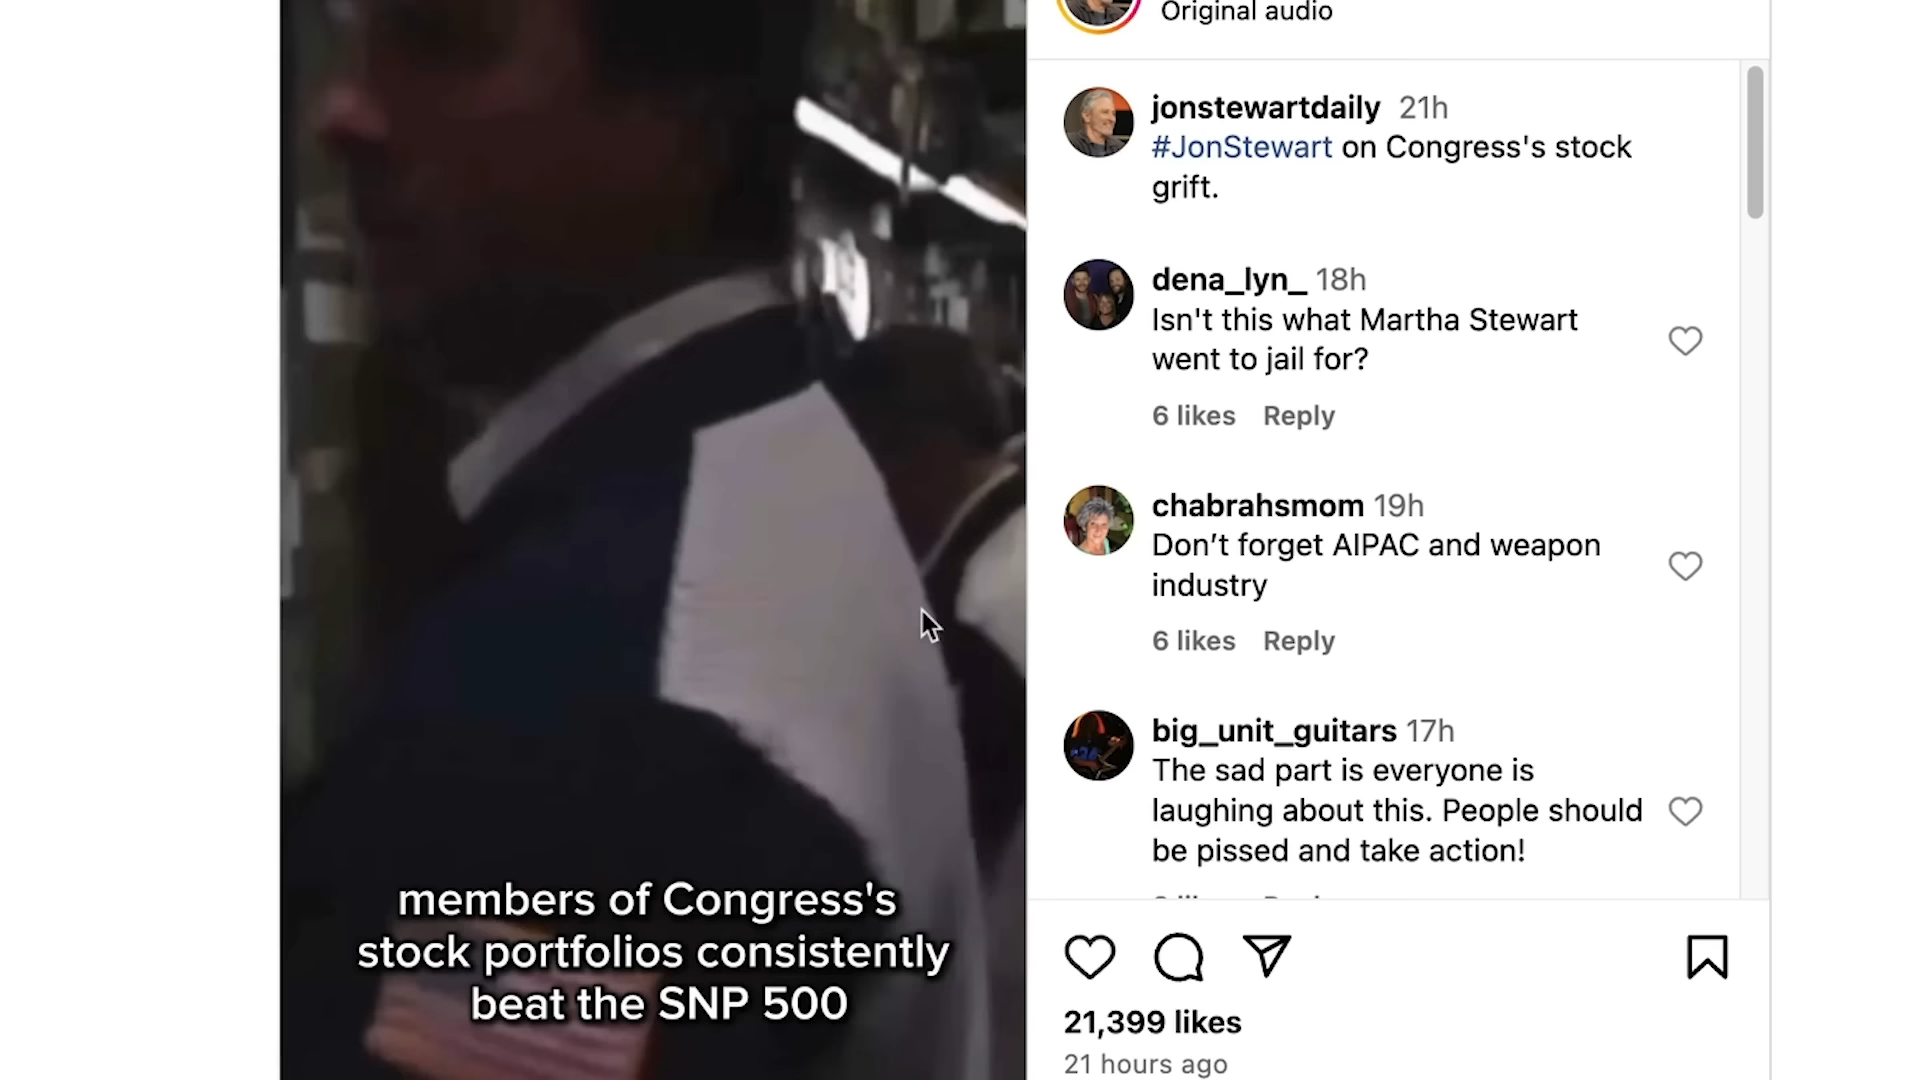 Original audio
jonstewartdaily 21h
#JonStewart on Congress's stock
grift.
dena_lyn_ 18h
Isn't this what Martha Stewart
went to jail for?
6 likes Reply
chabrahsmom 19h
Don’t forget AIPAC and weapon
industry
6 likes Reply
big_unit_guitars 17h
The sad part is everyone is
laughing about this. People should
be pissed and take action!
21,399 likes
21 hours ago
members of Congress's
stock portfolios consistently
beat the SNP 500